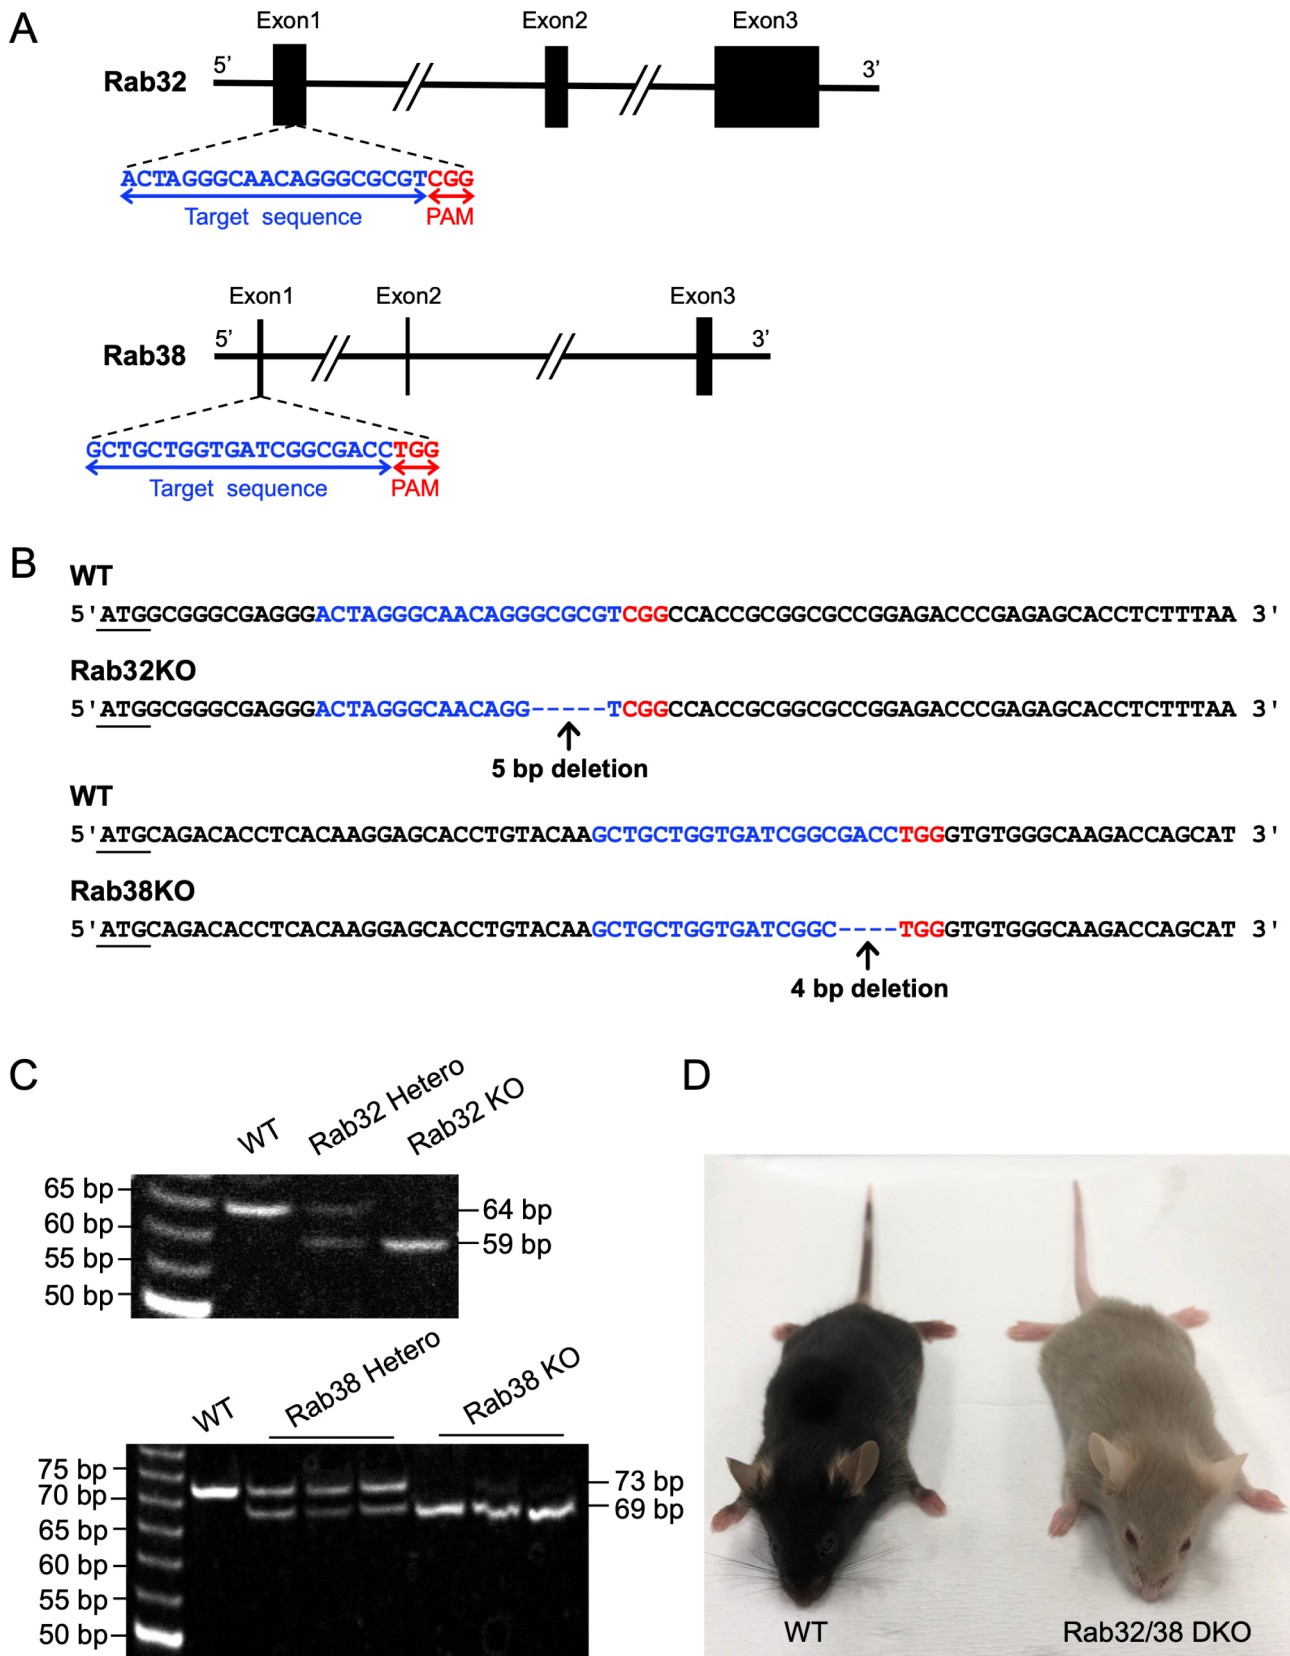 A
Exon1 Exon2 Exon3
Rab32 5’ 3’
ACTAGGGCAACAGGGCGCGTCGG
Target sequence PAM
Exon1 Exon2 Exon3
Rab38 5’ 3’
GCTGCTGGTGATCGGCGACCTGG
Target sequence PAM
B
WT
5'ATGGCGGGCGAGGGACTAGGGCAACAGGGCGCGTCGGCCACCGCGGCGCCGGAGACCCGAGAGCACCTCTTTAA 3'
Rab32KO
5'ATGGCGGGCGAGGGACTAGGGCAACAGG-----TCGGCCACCGCGGCGCCGGAGACCCGAGAGCACCTCTTTAA 3'
5 bp deletion
WT
5'ATGCAGACACCTCACAAGGAGCACCTGTACAAGCTGCTGGTGATCGGCGACCTGGGTGTGGGCAAGACCAGCAT 3'
Rab38KO
5'ATGCAGACACCTCACAAGGAGCACCTGTACAAGCTGCTGGTGATCGGC----TGGGTGTGGGCAAGACCAGCAT 3'
4 bp deletion
C
WT Rab32 Hetero Rab32 KO
65 bp
60 bp
55 bp
50 bp
64 bp
59 bp
WT Rab38 Hetero Rab38 KO
75 bp
70 bp
65 bp
60 bp
55 bp
50 bp
73 bp
69 bp
D
WT Rab32/38 DKO